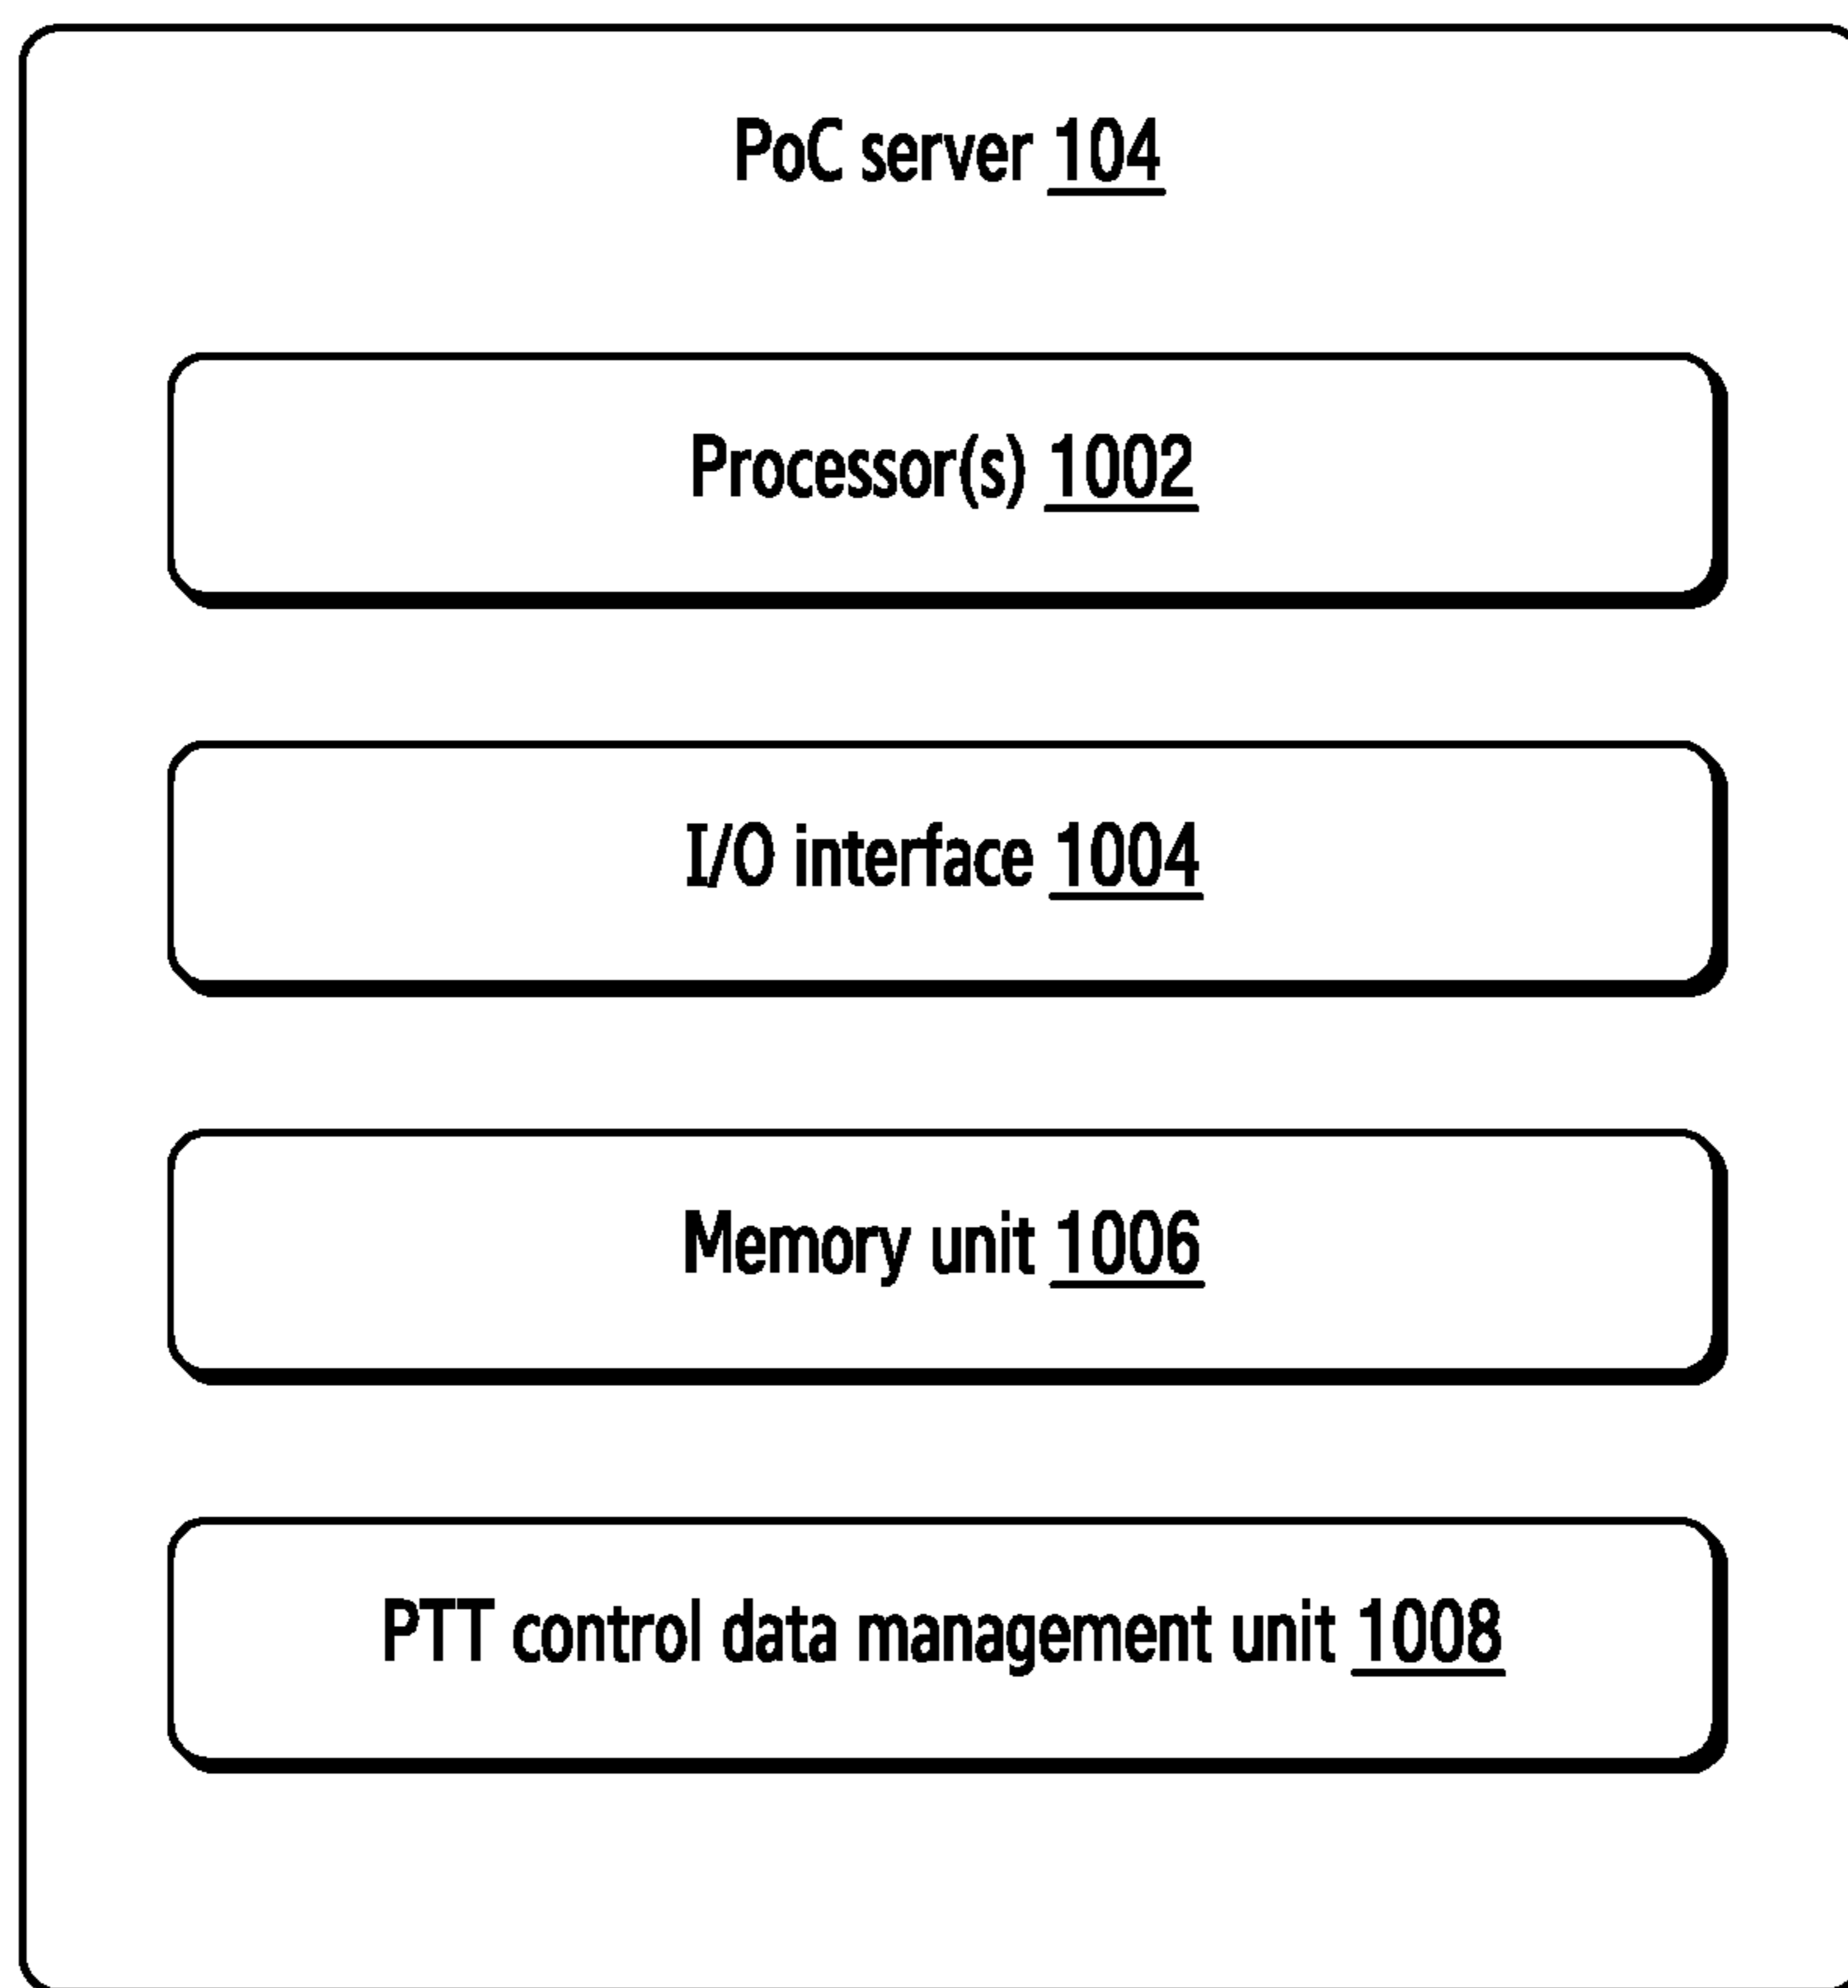 PoC server 104
Processor(s) 1002
I/O interface 1004
Memory unit 1006
PTT control data management unit 1008